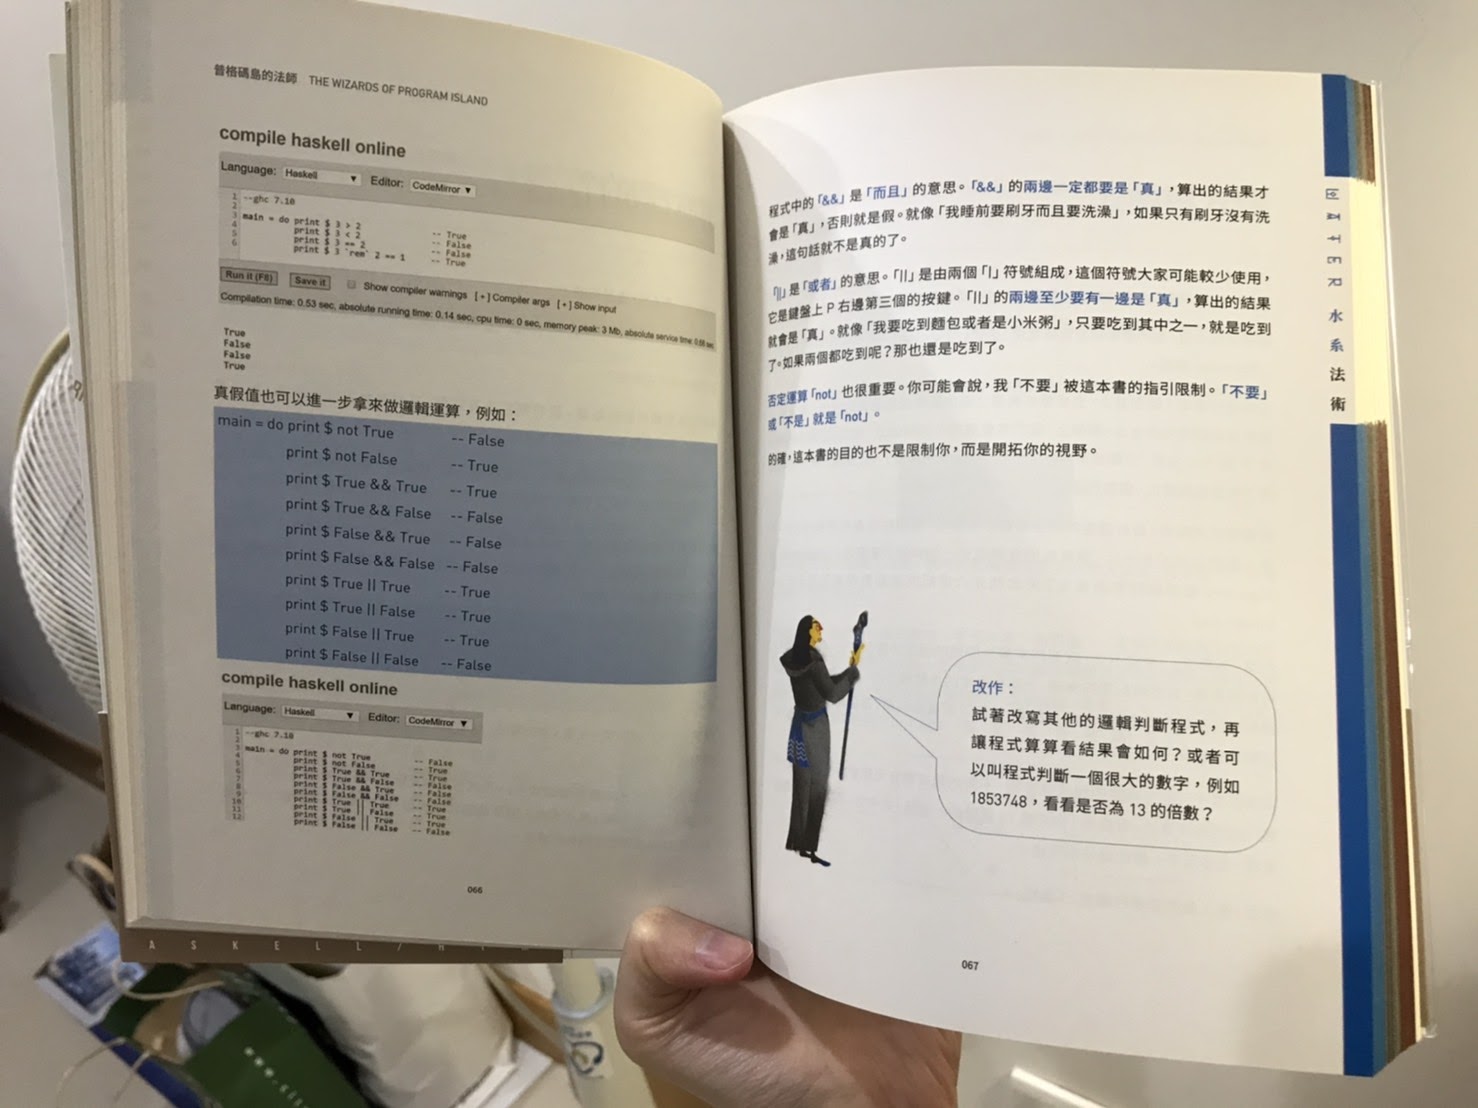 普格碼島的法師 THE WIZARDS OF PROGRAM ISLAND
compile haskell online
Language: Haskell ▼ Editor: CodeMirror ▼
1 --ghc 7.10
2
3 main = do print $ 3 > 2 -- True
4 print $ 3 < 2 -- False
5 print $ 3 == 2 -- False
6 print $ 3 `rem` 2 == 1 -- True
Run it (F8) Save it Show compiler warnings [ + ] Compiler args [ + ] Show input
Compilation time: 0.53 sec, absolute running time: 0.14 sec, cpu time: 0 sec, memory peak: 3 Mb, absolute service time: 0.68 sec
True
False
False
True
真假值也可以進一步拿來做邏輯運算，例如：
main = do print $ not True -- False
print $ not False -- True
print $ True && True -- True
print $ True && False -- False
print $ False && True -- False
print $ False && False -- False
print $ True || True -- True
print $ True || False -- True
print $ False || True -- True
print $ False || False -- False
compile haskell online
Language: Haskell ▼ Editor: CodeMirror ▼
1 --ghc 7.10
2
3 main = do print $ not True -- False
4 print $ not False -- True
5 print $ True && True -- True
6 print $ True && False -- False
7 print $ False && True -- False
8 print $ False && False -- False
9 print $ True || True -- True
10 print $ True || False -- True
11 print $ False || True -- True
12 print $ False || False -- False
066
ASKELL/H
程式中的「&&」是「而且」的意思。「&&」的兩邊一定都要是「真」，算出的結果才
會是「真」，否則就是假。就像「我睡前要刷牙而且要洗澡」，如果只有刷牙沒有洗
澡，這句話就不是真的了。
「||」是「或者」的意思。「||」是由兩個「|」符號組成，這個符號大家可能較少使用，
它是鍵盤上 P 右邊第三個的按鍵。「||」的兩邊至少要有一邊是「真」，算出的結果
就會是「真」。就像「我要吃到麵包或者是小米粥」，只要吃到其中之一，就是吃到
了。如果兩個都吃到呢？那也還是吃到了。
否定運算「not」也很重要。你可能會說，我「不要」被這本書的指引限制。「不要」
或「不是」就是「not」。
的確，這本書的目的也不是限制你，而是開拓你的視野。
水系法術
改作：
試著改寫其他的邏輯判斷程式，再
讓程式算算看結果會如何？或者可
以叫程式判斷一個很大的數字，例如
1853748，看看是否為 13 的倍數？
067